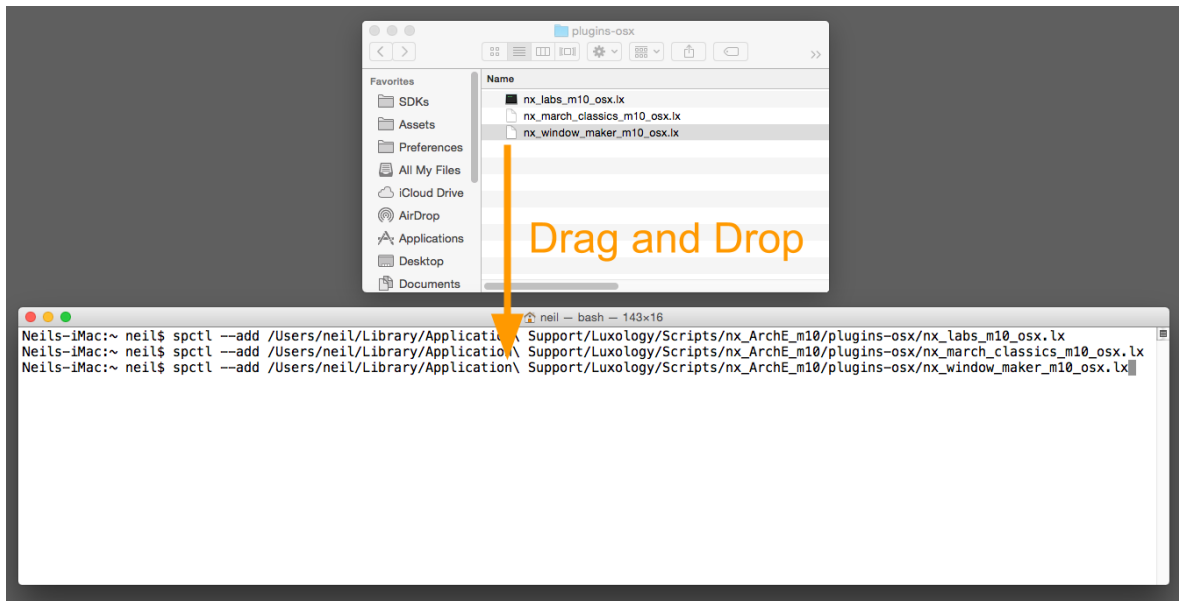 plugins-osx
Favorites
SDKs
Assets
Preferences
All My Files
iCloud Drive
AirDrop
Applications
Desktop
Documents
Name
nx_labs_m10_osx.lx
nx_march_classics_m10_osx.lx
nx_window_maker_m10_osx.lx
Drag and Drop
neil — bash — 143×16
Neils-iMac:~ neil$ spctl --add /Users/neil/Library/Application\ Support/Luxology/Scripts/nx_ArchE_m10/plugins-osx/nx_labs_m10_osx.lx
Neils-iMac:~ neil$ spctl --add /Users/neil/Library/Application\ Support/Luxology/Scripts/nx_ArchE_m10/plugins-osx/nx_march_classics_m10_osx.lx
Neils-iMac:~ neil$ spctl --add /Users/neil/Library/Application\ Support/Luxology/Scripts/nx_ArchE_m10/plugins-osx/nx_window_maker_m10_osx.lx